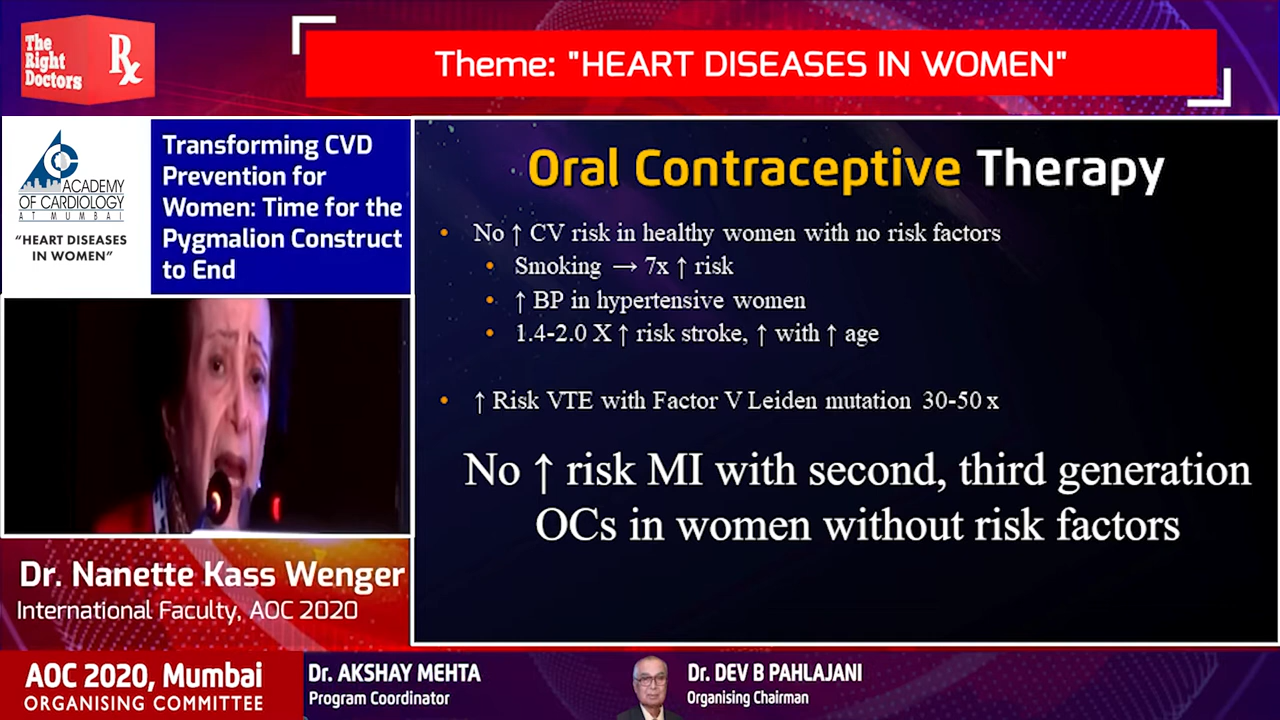 The
Right
Doctors
Rx
Theme: "HEART DISEASES IN WOMEN"
ACADEMY
OF CARDIOLOGY
AT MUMBAI
"HEART DISEASES
IN WOMEN"
Transforming CVD
Prevention for
Women: Time for the
Pygmalion Construct
to End
Oral Contraceptive Therapy
• No ↑ CV risk in healthy women with no risk factors
• Smoking → 7x ↑ risk
• ↑ BP in hypertensive women
• 1.4-2.0 X ↑ risk stroke, ↑ with ↑ age
• ↑ Risk VTE with Factor V Leiden mutation 30-50 x
No ↑ risk MI with second, third generation
OCs in women without risk factors
Dr. Nanette Kass Wenger
International Faculty, AOC 2020
AOC 2020, Mumbai
ORGANISING COMMITTEE
Dr. AKSHAY MEHTA
Program Coordinator
Dr. DEV B PAHLAJANI
Organising Chairman